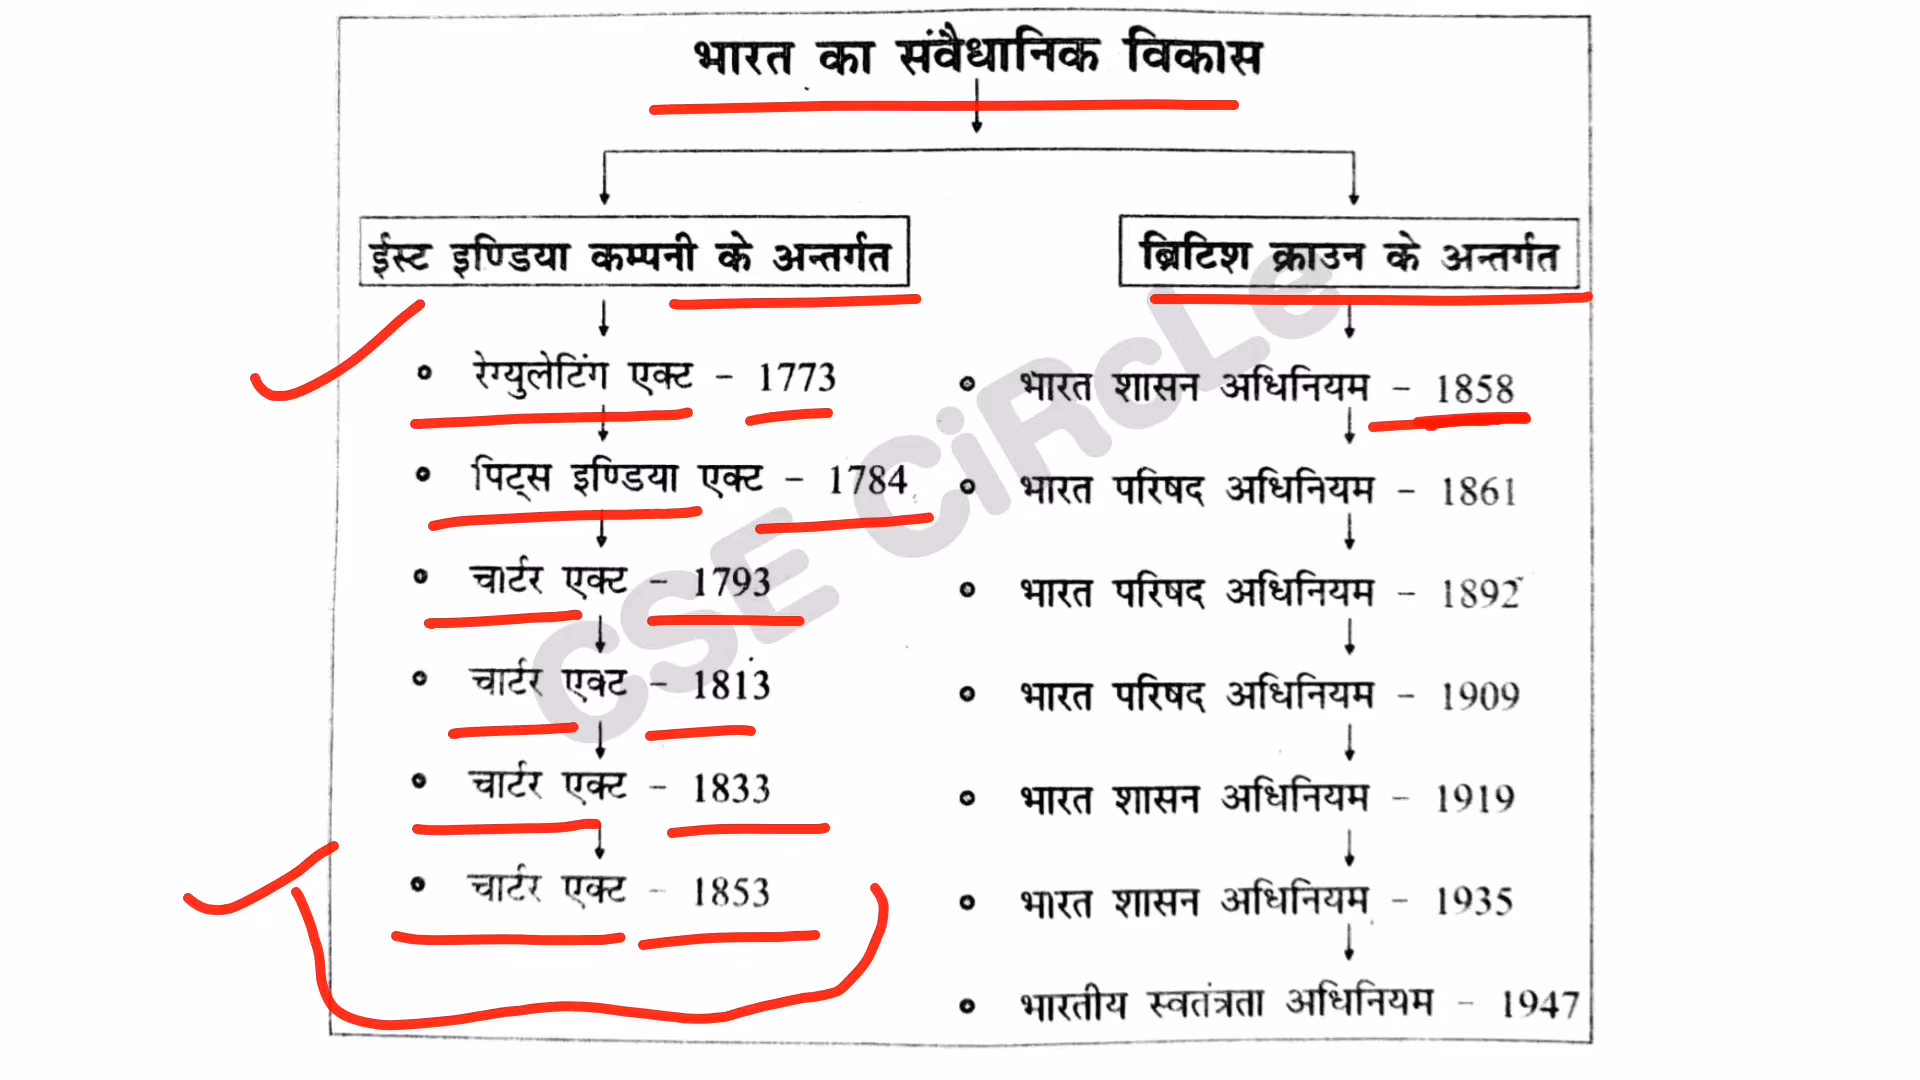 भारत का संवैधानिक विकास
ईस्ट इण्डिया कम्पनी के अन्तर्गत
रेग्युलेटिंग एक्ट – 1773
पिट्स इण्डिया एक्ट – 1784
चार्टर एक्ट – 1793
चार्टर एक्ट – 1813
चार्टर एक्ट – 1833
चार्टर एक्ट – 1853
ब्रिटिश क्राउन के अन्तर्गत
भारत शासन अधिनियम – 1858
भारत परिषद अधिनियम – 1861
भारत परिषद अधिनियम – 1892
भारत परिषद अधिनियम – 1909
भारत शासन अधिनियम – 1919
भारत शासन अधिनियम – 1935
भारतीय स्वतंत्रता अधिनियम – 1947
CSE CiRcLe